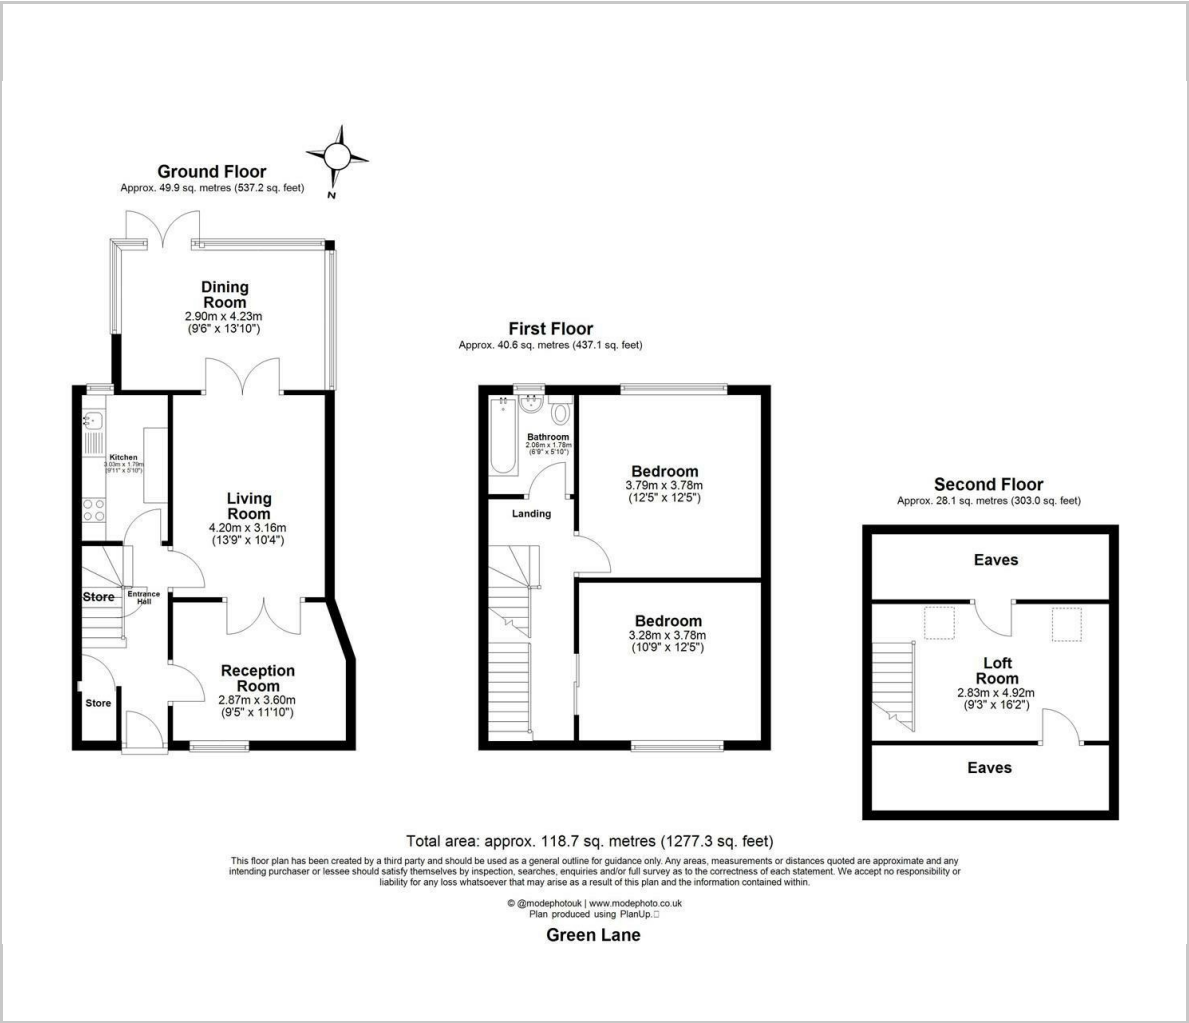 Ground Floor
Approx. 49.9 sq. metres (537.2 sq. feet)
N
Dining
Room
2.90m x 4.23m
(9'6" x 13'10")
Kitchen
3.03m x 1.79m
(9'11" x 5'10")
Living
Room
4.20m x 3.16m
(13'9" x 10'4")
Store
Entrance
Hall
Reception
Room
2.87m x 3.60m
(9'5" x 11'10")
Store
First Floor
Approx. 40.6 sq. metres (437.1 sq. feet)
Bathroom
2.06m x 1.78m
(6'9" x 5'10")
Landing
Bedroom
3.79m x 3.78m
(12'5" x 12'5")
Bedroom
3.28m x 3.78m
(10'9" x 12'5")
Second Floor
Approx. 28.1 sq. metres (303.0 sq. feet)
Eaves
Loft
Room
2.83m x 4.92m
(9'3" x 16'2")
Eaves
Total area: approx. 118.7 sq. metres (1277.3 sq. feet)
This floor plan has been created by a third party and should be used as a general outline for guidance only. Any areas, measurements or distances quoted are approximate and any
intending purchaser or lessee should satisfy themselves by inspection, searches, enquiries and/or full survey as to the correctness of each statement. We accept no responsibility or
liability for any loss whatsoever that may arise as a result of this plan and the information contained within.
© @modephotouk | www.modephoto.co.uk
Plan produced using PlanUp.
Green Lane